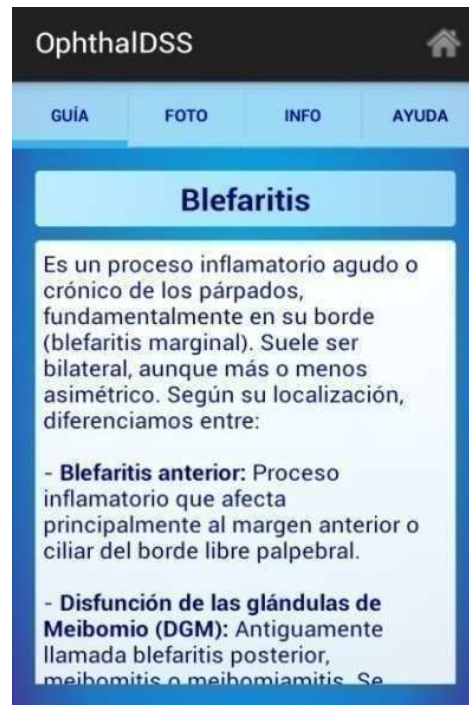 OphthalDSS
GUÍA FOTO INFO AYUDA
Blefaritis
Es un proceso inflamatorio agudo o
crónico de los párpados,
fundamentalmente en su borde
(blefaritis marginal). Suele ser
bilateral, aunque más o menos
asimétrico. Según su localización,
diferenciamos entre:
- Blefaritis anterior: Proceso
inflamatorio que afecta
principalmente al margen anterior o
ciliar del borde libre palpebral.
- Disfunción de las glándulas de
Meibomio (DGM): Antiguamente
llamada blefaritis posterior,
meibomitis o meibomiamitis. Se